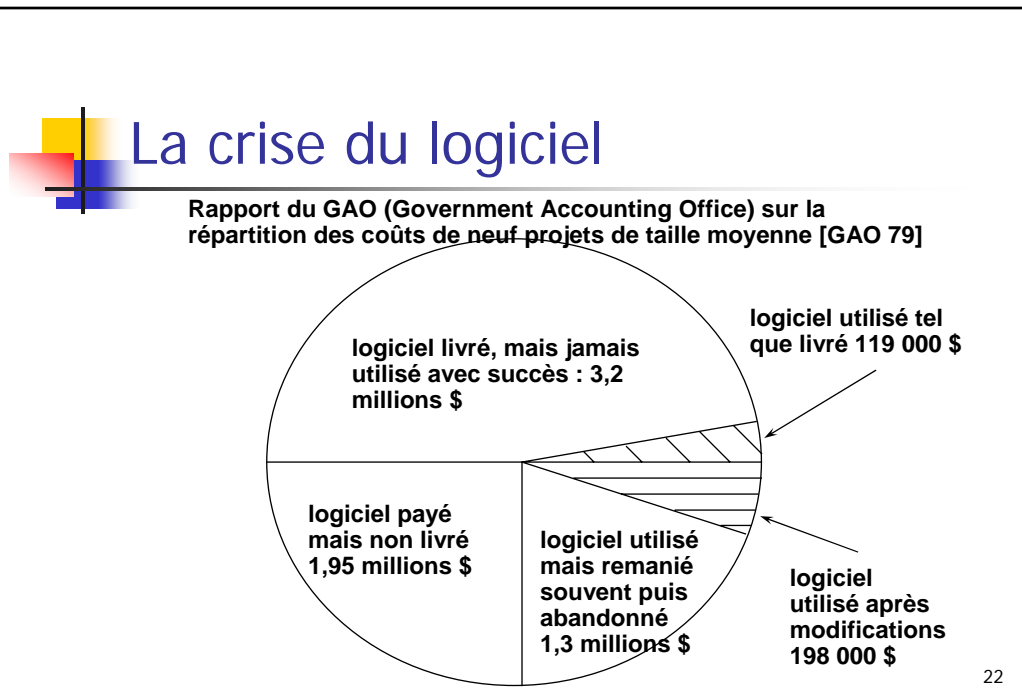 La crise du logiciel
Rapport du GAO (Government Accounting Office) sur la
répartition des coûts de neuf projets de taille moyenne [GAO 79]
logiciel utilisé tel
que livré 119 000 $
logiciel livré, mais jamais
utilisé avec succès : 3,2
millions $
logiciel payé
mais non livré
1,95 millions $
logiciel utilisé
mais remanié
souvent puis
abandonné
1,3 millions $
logiciel
utilisé après
modifications
198 000 $
22